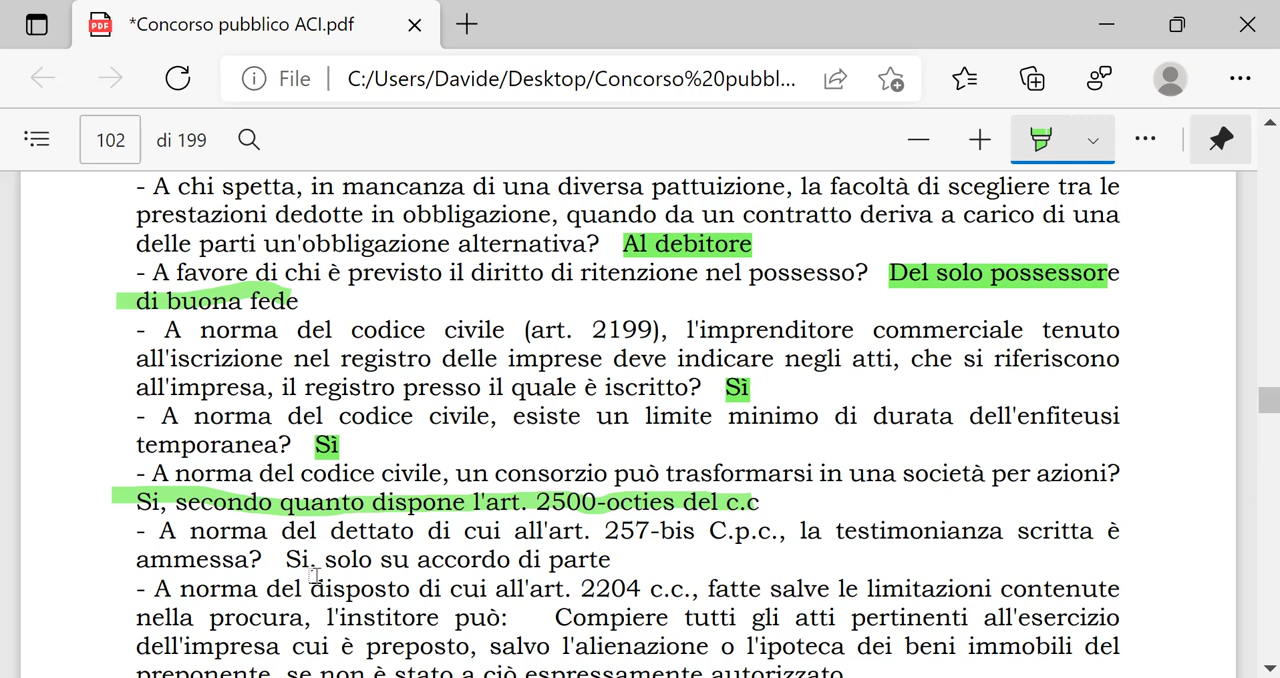 *Concorso pubblico ACI.pdf
File C:/Users/Davide/Desktop/Concorso%20pubbl...
102 di 199
- A chi spetta, in mancanza di una diversa pattuizione, la facoltà di scegliere tra le
prestazioni dedotte in obbligazione, quando da un contratto deriva a carico di una
delle parti un'obbligazione alternativa? Al debitore
- A favore di chi è previsto il diritto di ritenzione nel possesso? Del solo possessore
di buona fede
- A norma del codice civile (art. 2199), l'imprenditore commerciale tenuto
all'iscrizione nel registro delle imprese deve indicare negli atti, che si riferiscono
all'impresa, il registro presso il quale è iscritto? Sì
- A norma del codice civile, esiste un limite minimo di durata dell'enfiteusi
temporanea? Sì
- A norma del codice civile, un consorzio può trasformarsi in una società per azioni?
Si, secondo quanto dispone l'art. 2500-octies del c.c
- A norma del dettato di cui all'art. 257-bis C.p.c., la testimonianza scritta è
ammessa? Si, solo su accordo di parte
- A norma del disposto di cui all'art. 2204 c.c., fatte salve le limitazioni contenute
nella procura, l'institore può: Compiere tutti gli atti pertinenti all'esercizio
dell'impresa cui è preposto, salvo l'alienazione o l'ipoteca dei beni immobili del
preponente, se non è stato a ciò espressamente autorizzato